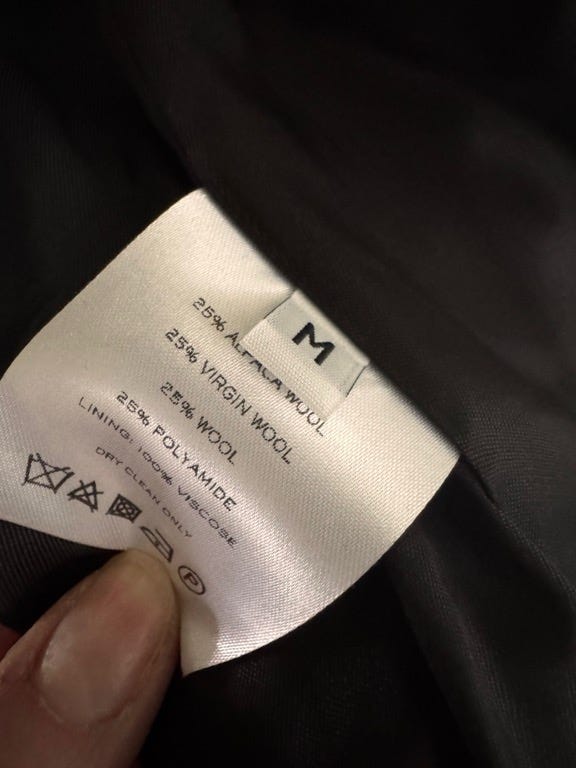 M
25% ALPACA WOOL
25% VIRGIN WOOL
25% WOOL
25% POLYAMIDE
LINING: 100% VISCOSE
DRY CLEAN ONLY
P